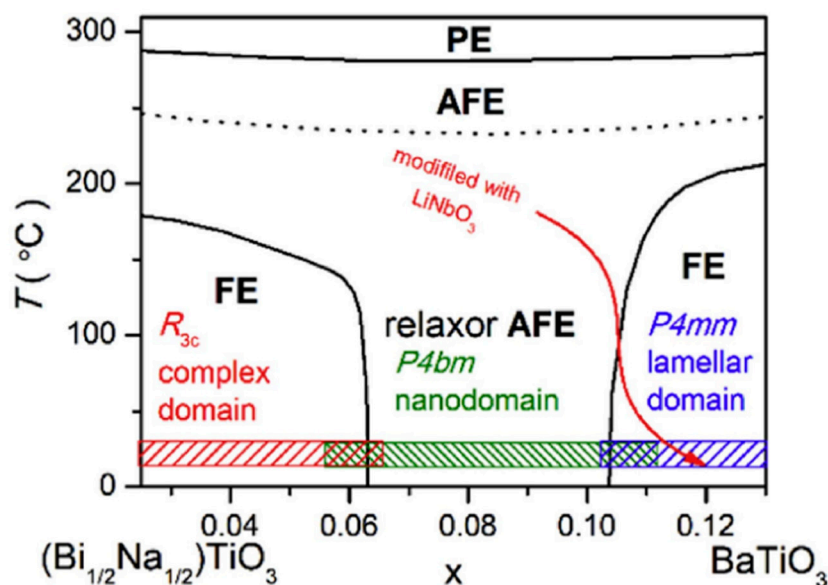 300
PE
AFE
modifiled with
LiNbO3
200
T ( °C)
FE
FE
relaxor AFE
R3c
P4mm
100
P4bm
complex
nanodomain
lamellar
domain
domain
0
0.04
0.06
0.08
0.10
0.12
(Bi1/2Na1/2)TiO3
x
BaTiO3